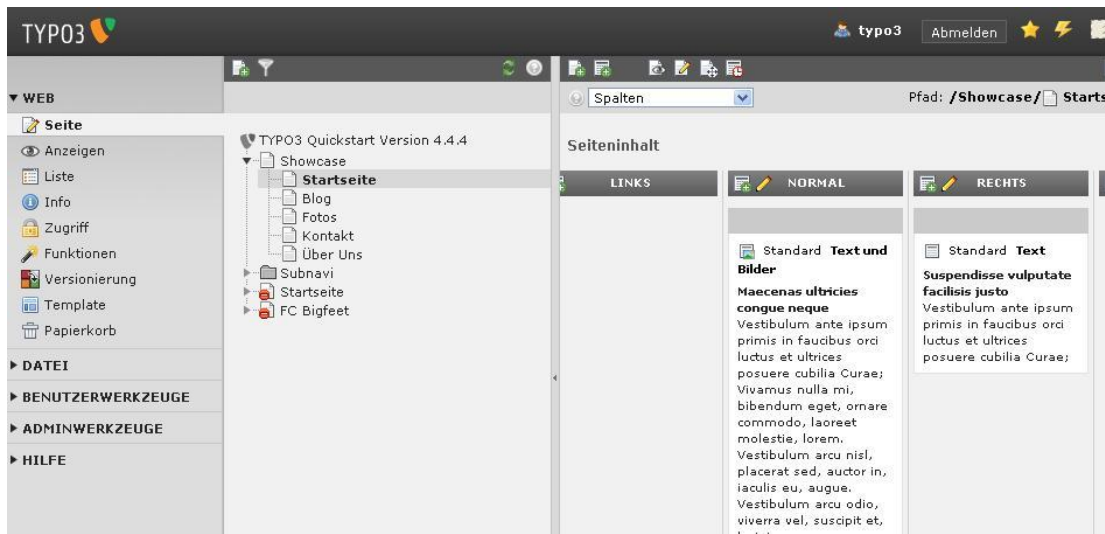 TYPO3
typo3 Abmelden
WEB
Seite
Anzeigen
Liste
Info
Zugriff
Funktionen
Versionierung
Template
Papierkorb
DATEI
BENUTZERWERKZEUGE
ADMINWERKZEUGE
HILFE
TYPO3 Quickstart Version 4.4.4
Showcase
Startseite
Blog
Fotos
Kontakt
Über Uns
Subnavi
Startseite
FC Bigfeet
Spalten
Pfad: /Showcase/ Starts
Seiteninhalt
LINKS
NORMAL
Standard Text und
Bilder
Maecenas ultricies
congue neque
Vestibulum ante ipsum
primis in faucibus orci
luctus et ultrices
posuere cubilia Curae;
Vivamus nulla mi,
bibendum eget, ornare
commodo, laoreet
molestie, lorem.
Vestibulum arcu nisl,
placerat sed, auctor in,
iaculis eu, augue.
Vestibulum arcu odio,
viverra vel, suscipit et,
RECHTS
Standard Text
Suspendisse vulputate
facilisis justo
Vestibulum ante ipsum
primis in faucibus orci
luctus et ultrices
posuere cubilia Curae;